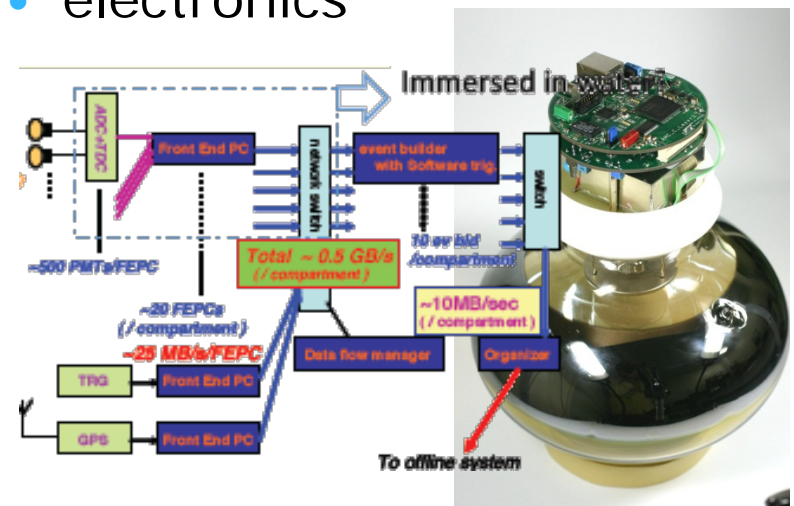 electronics
Immersed in water?
ADC+TDC
Front End PC
network switch
event builder
with Software trig.
switch
10 ev bld
/compartment
Total ~ 0.5 GB/s
( / compartment )
~500 PMTs/FEPC
~20 FEPCs
( / compartment )
~25 MB/s/FEPC
~10MB/sec
( / compartment )
Data flow manager
Organizer
TRG
Front End PC
GPS
Front End PC
To offline system